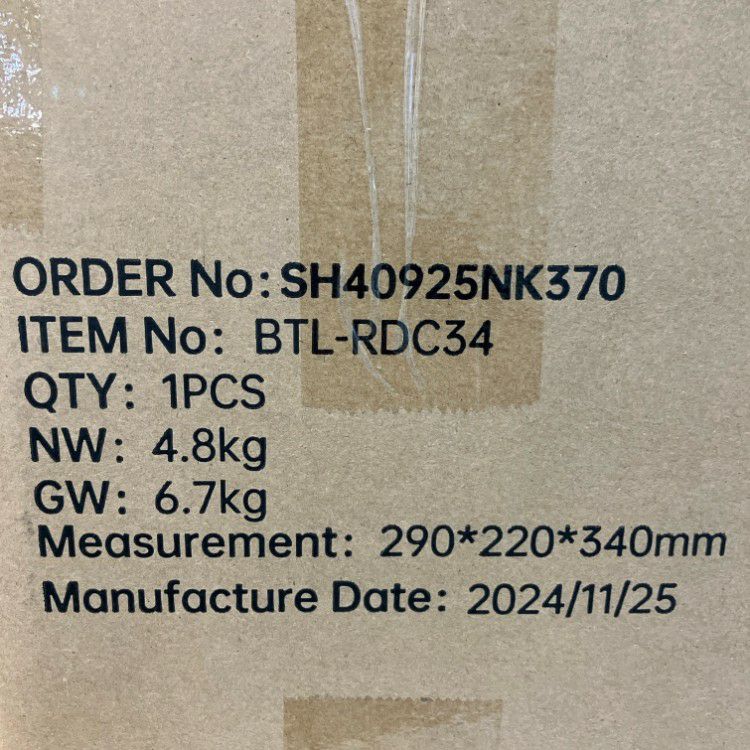 ORDER No: SH40925NK370
ITEM No: BTL-RDC34
QTY: 1PCS
NW: 4.8kg
GW: 6.7kg
Measurement: 290*220*340mm
Manufacture Date: 2024/11/25